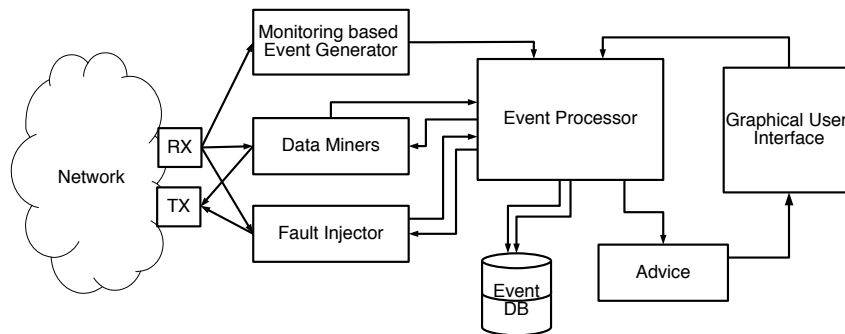 Monitoring based
Event Generator
Network
RX
TX
Data Miners
Fault Injector
Event Processor
Graphical User
Interface
Event
DB
Advice